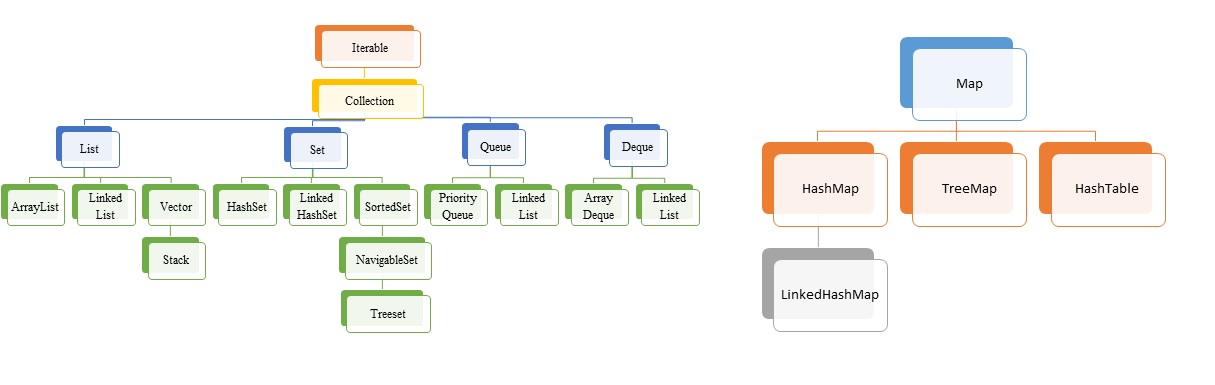 Iterable
Collection
List
Set
Queue
Deque
ArrayList
Linked
List
Vector
HashSet
Linked
HashSet
SortedSet
Priority
Queue
Linked
List
Array
Deque
Linked
List
Stack
NavigableSet
Treeset
Map
HashMap
TreeMap
HashTable
LinkedHashMap